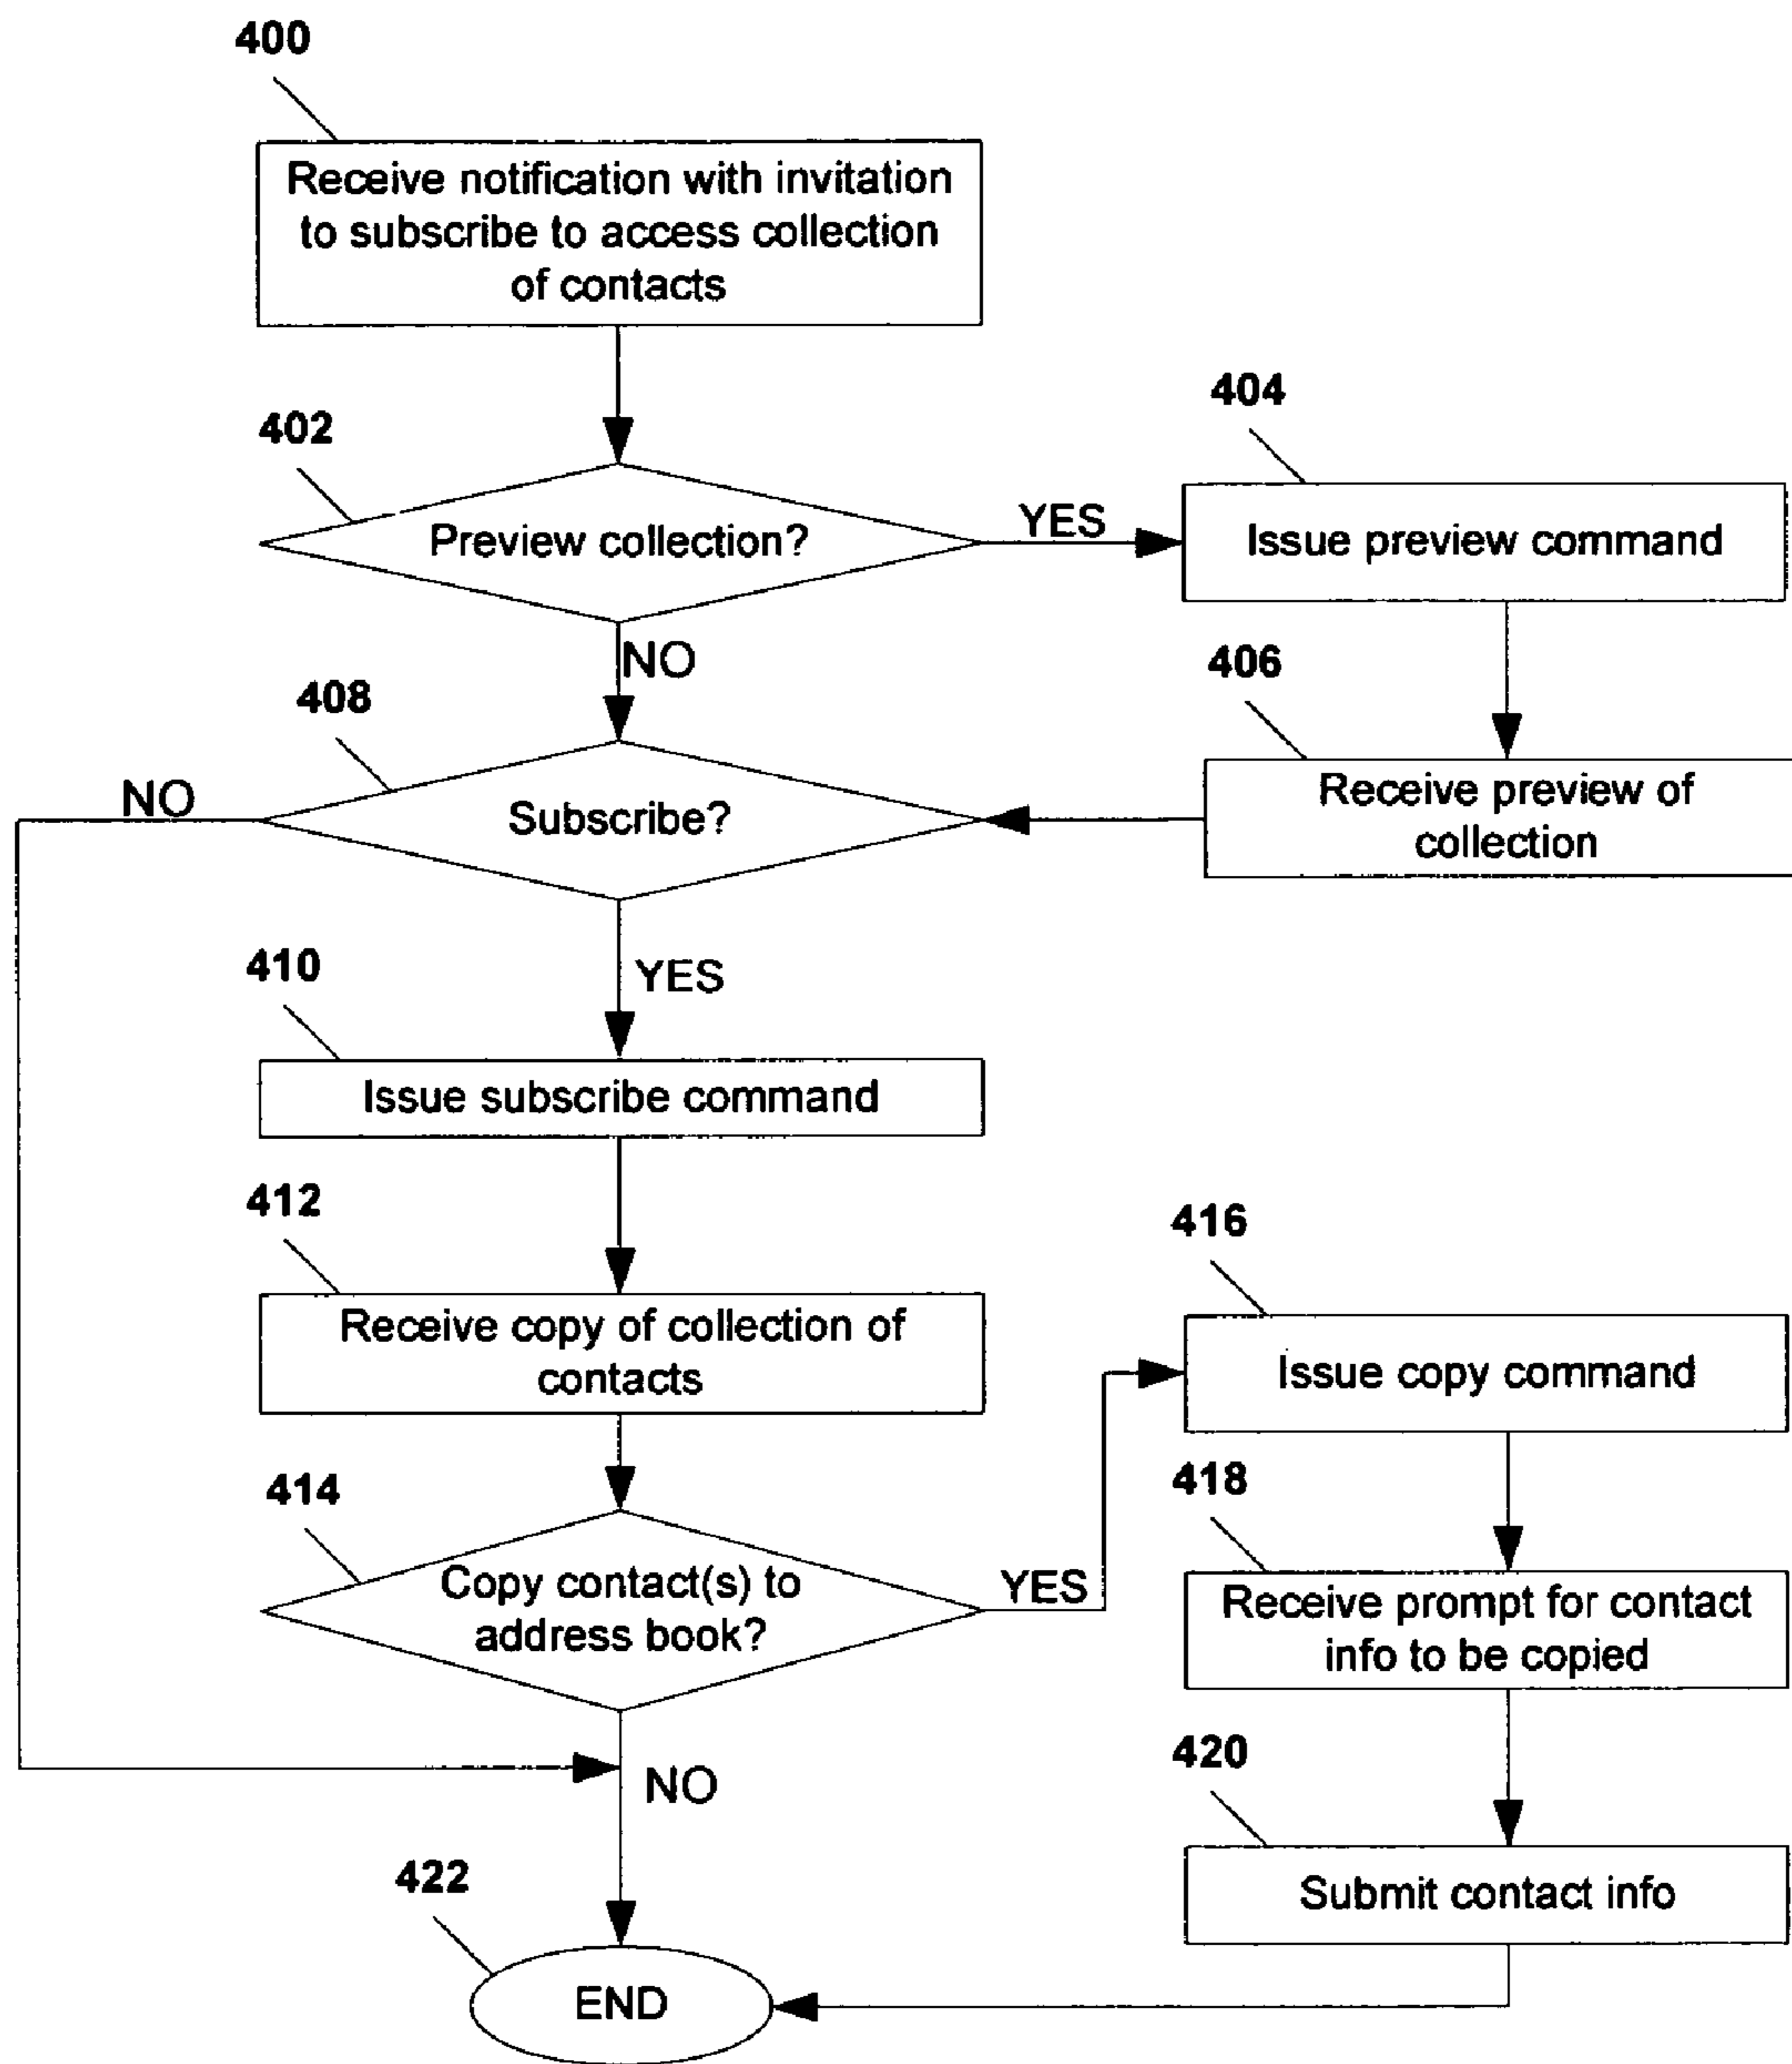 400
Receive notification with invitation
to subscribe to access collection
of contacts
402
Preview collection?
YES
404
Issue preview command
NO
406
Receive preview of
collection
408
Subscribe?
NO
YES
410
Issue subscribe command
412
Receive copy of collection of
contacts
414
Copy contact(s) to
address book?
YES
416
Issue copy command
418
Receive prompt for contact
info to be copied
420
Submit contact info
NO
422
END